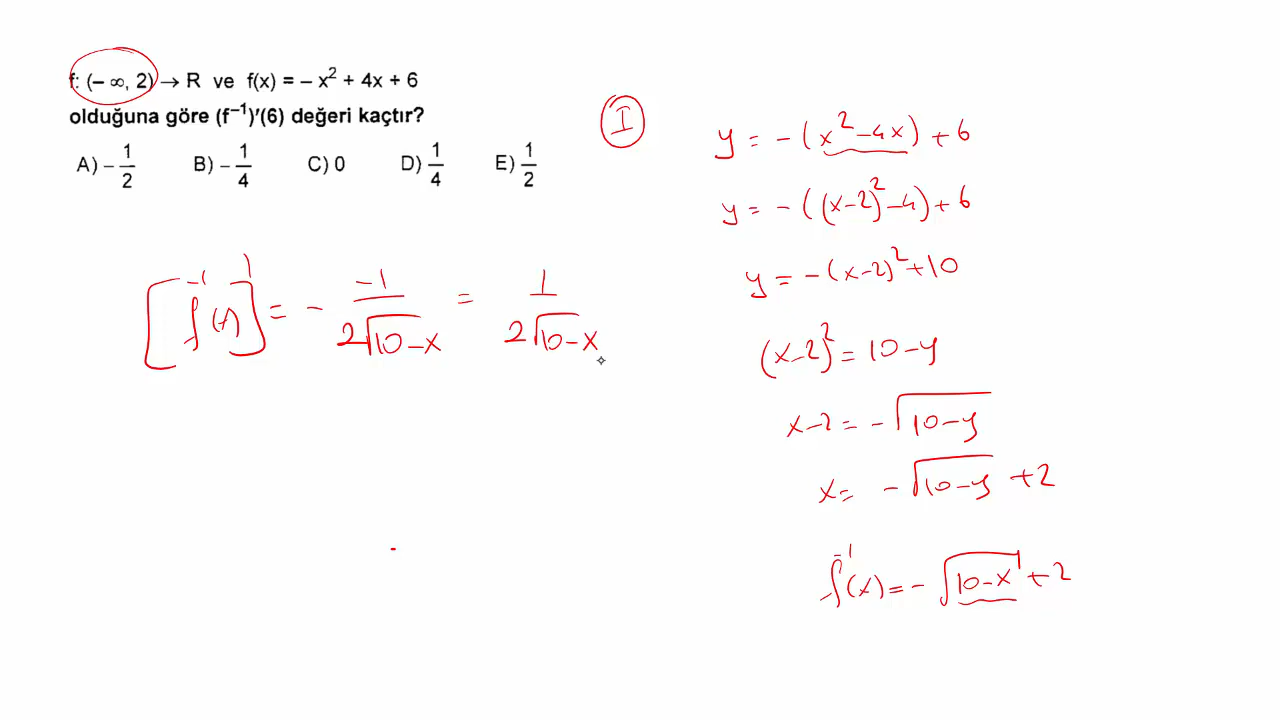 f: (– ∞, 2) → R ve f(x) = – x² + 4x + 6
olduğuna göre (f⁻¹)'(6) değeri kaçtır?
A) – 1/2 B) – 1/4 C) 0 D) 1/4 E) 1/2
I
y = -(x² - 4x) + 6
y = -((x-2)² - 4) + 6
y = -(x-2)² + 10
(x-2)² = 10 - y
x - 2 = -√(10-y)
x = -√(10-y) + 2
f⁻¹(x) = -√(10-x) + 2
[f⁻¹(x)]' = - -1/(2√(10-x)) = 1/(2√(10-x))